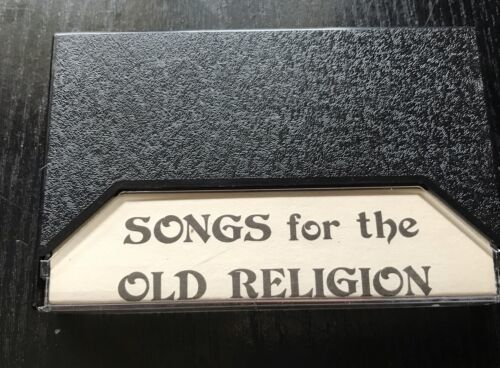 SONGS for the
OLD RELIGION